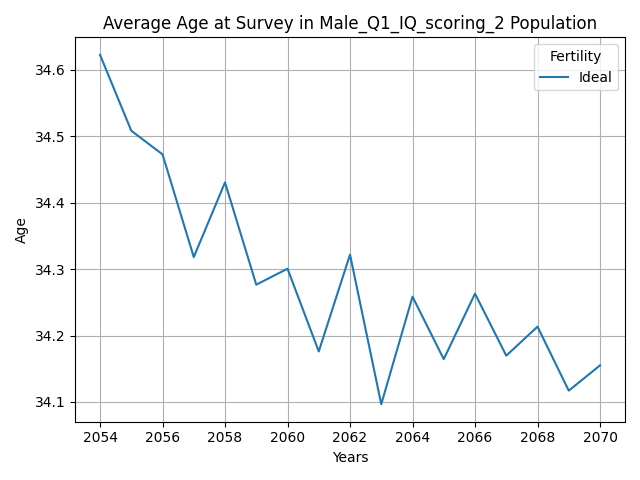 Average Age at Survey in Male_Q1_IQ_scoring_2 Population
Fertility
Ideal
34.6
34.5
34.4
34.3
34.2
34.1
Age
2054 2056 2058 2060 2062 2064 2066 2068 2070
Years